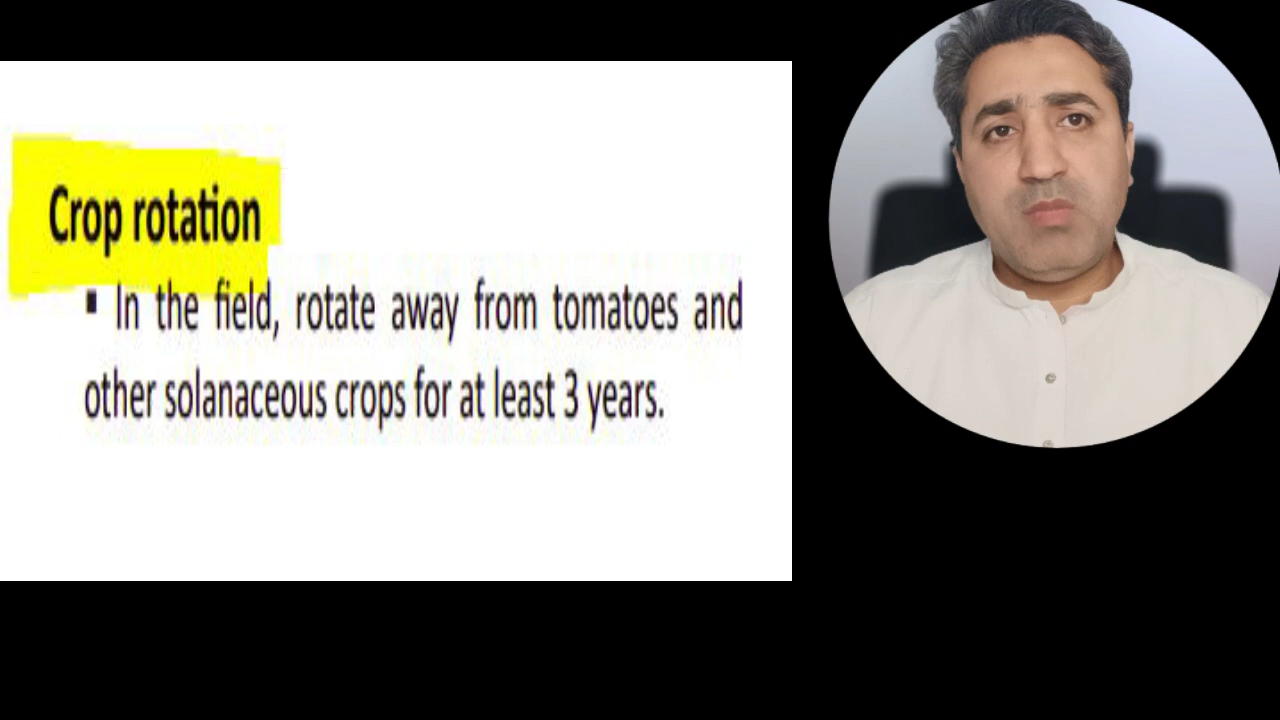 Crop rotation
▪ In the field, rotate away from tomatoes and
other solanaceous crops for at least 3 years.